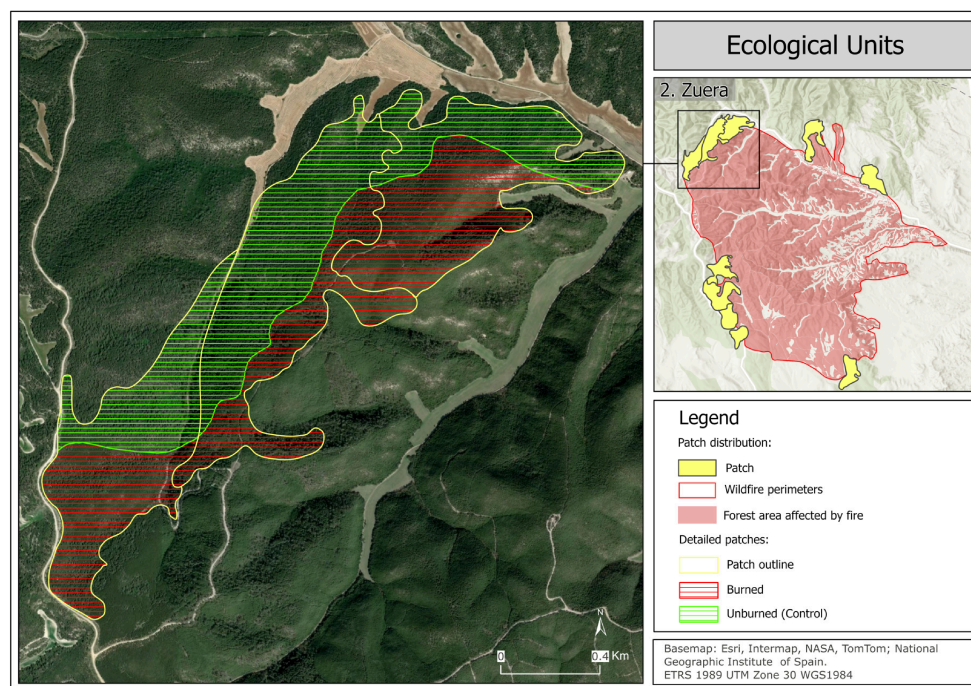 Ecological Units
2. Zuera
Legend
Patch distribution:
Patch
Wildfire perimeters
Forest area affected by fire
Detailed patches:
Patch outline
Burned
Unburned (Control)
N
0 0.4 Km
Basemap: Esri, Intermap, NASA, TomTom; National
Geographic Institute of Spain.
ETRS 1989 UTM Zone 30 WGS1984